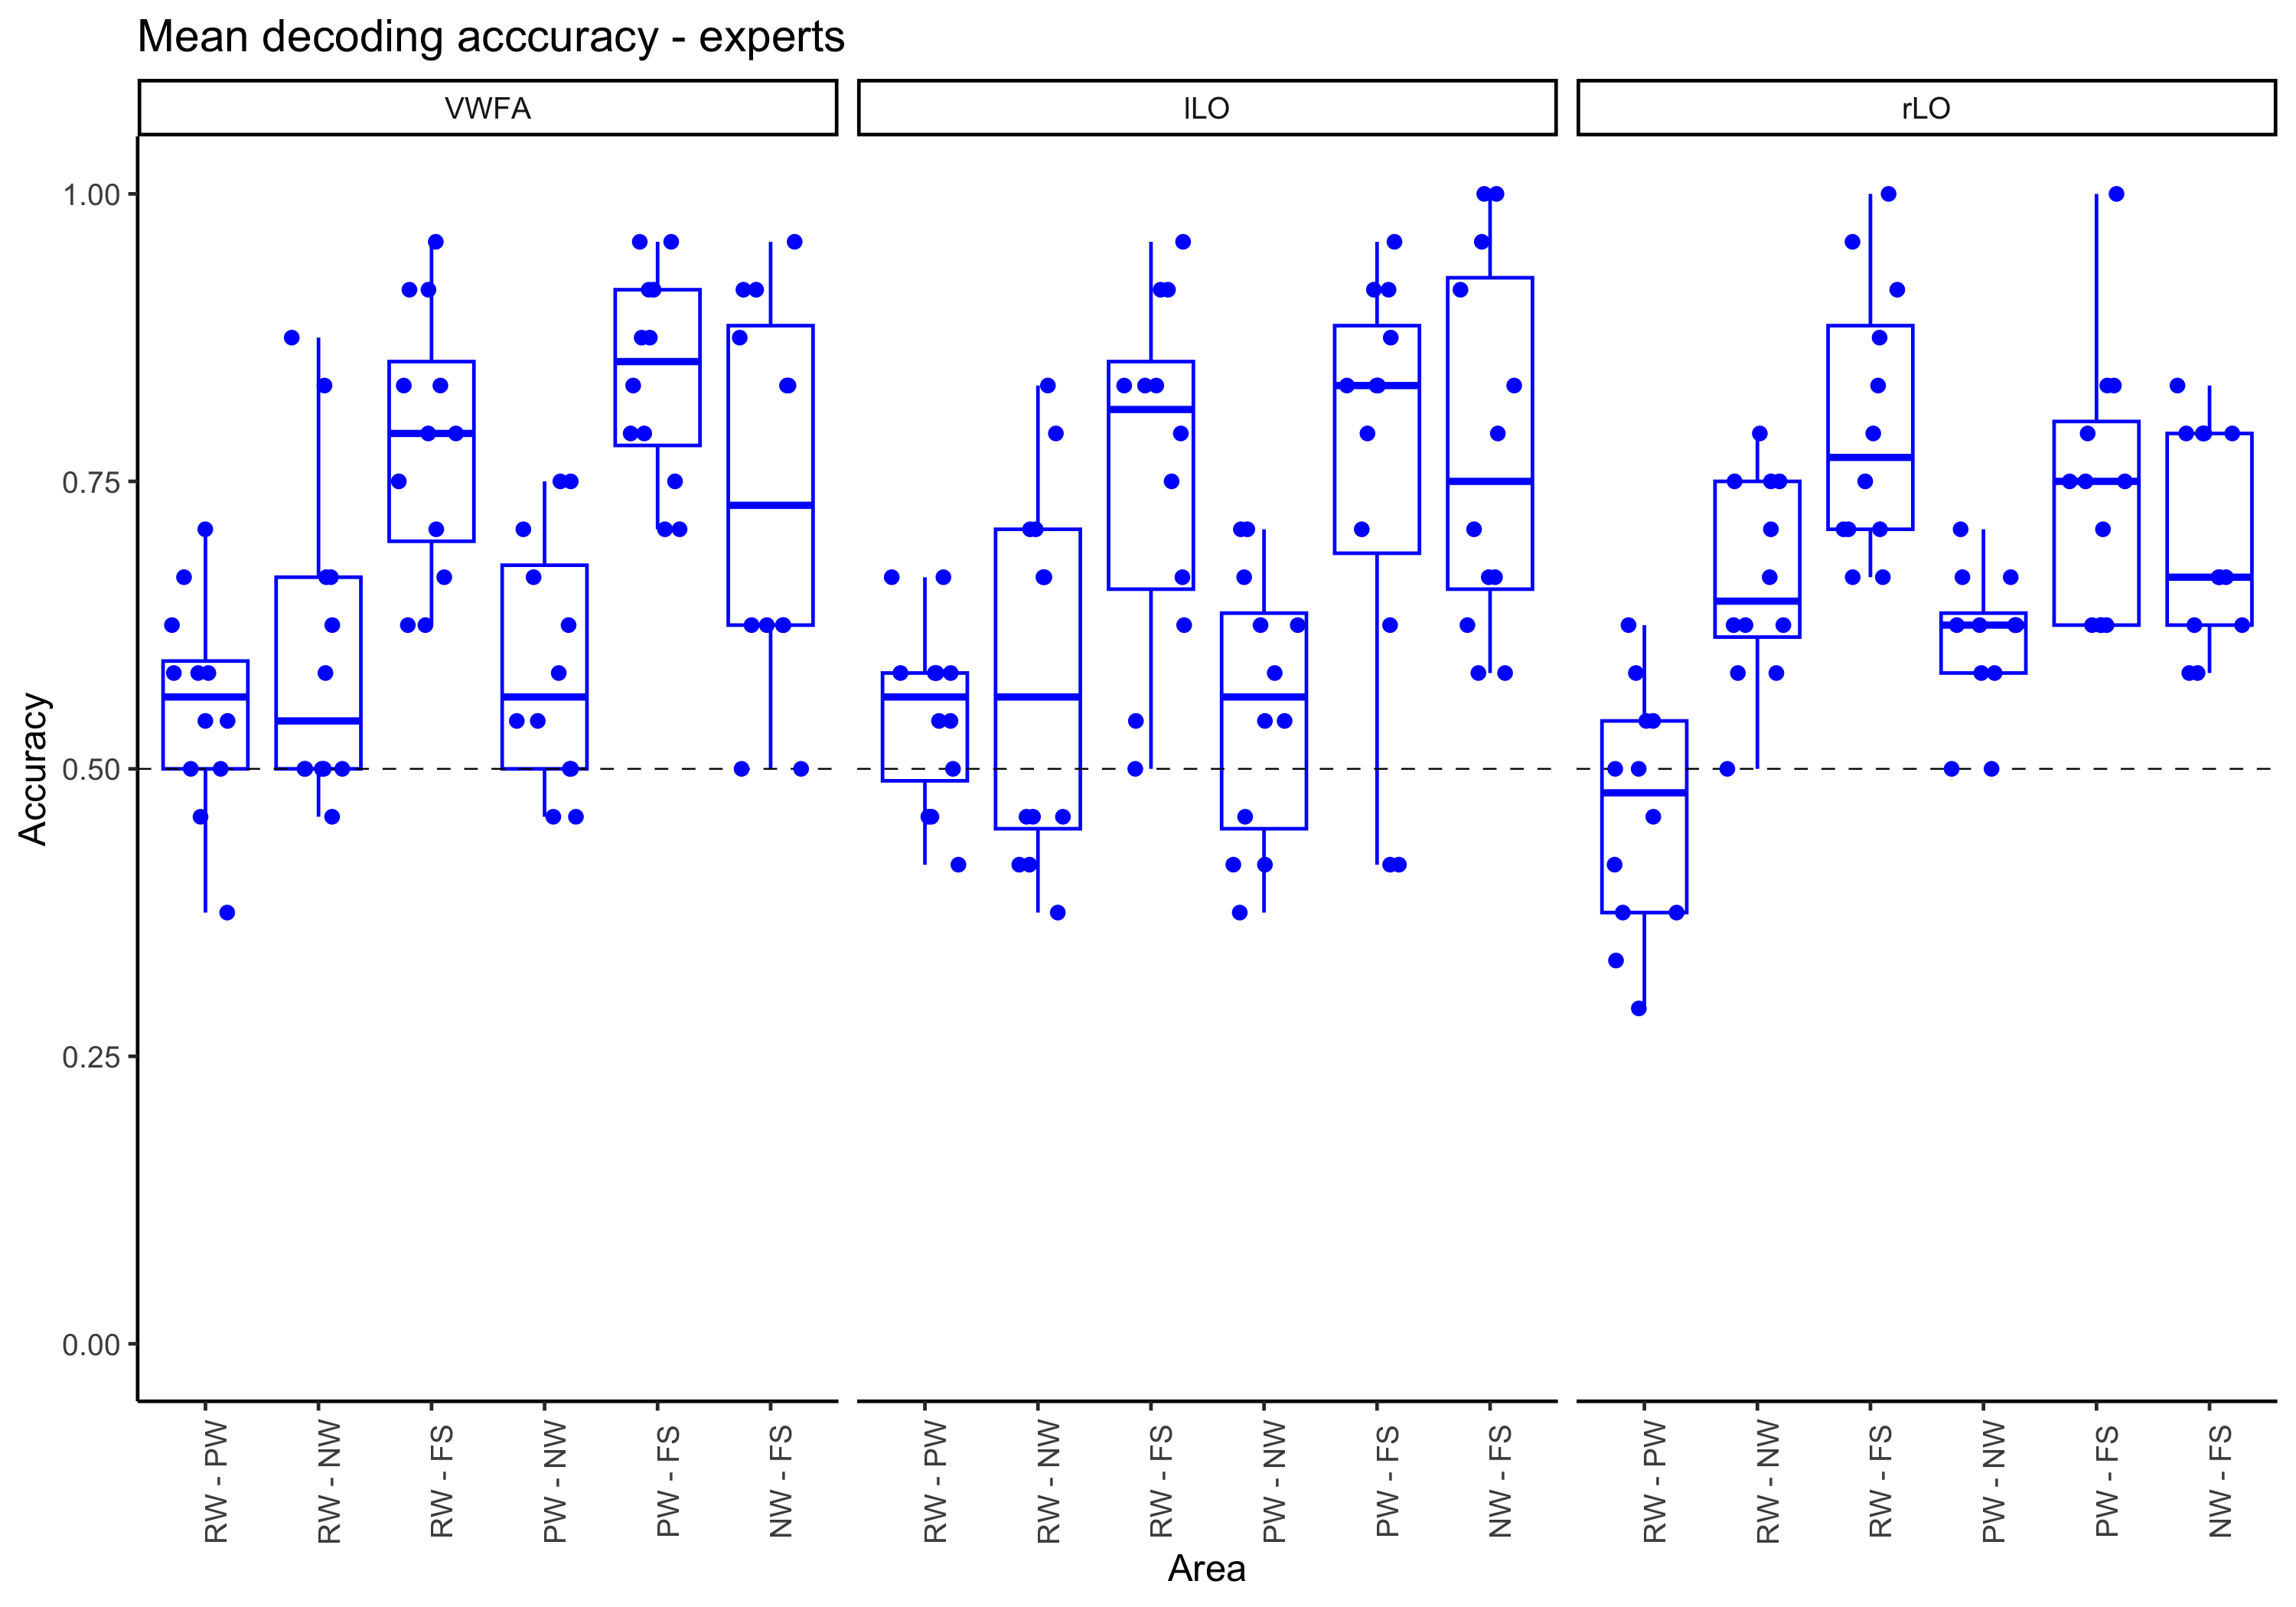 Mean decoding acccuracy - experts
VWFA
lLO
rLO
Accuracy
1.00
0.75
0.50
0.25
0.00
RW - PW
RW - NW
RW - FS
PW - NW
PW - FS
NW - FS
RW - PW
RW - NW
RW - FS
PW - NW
PW - FS
NW - FS
RW - PW
RW - NW
RW - FS
PW - NW
PW - FS
NW - FS
Area